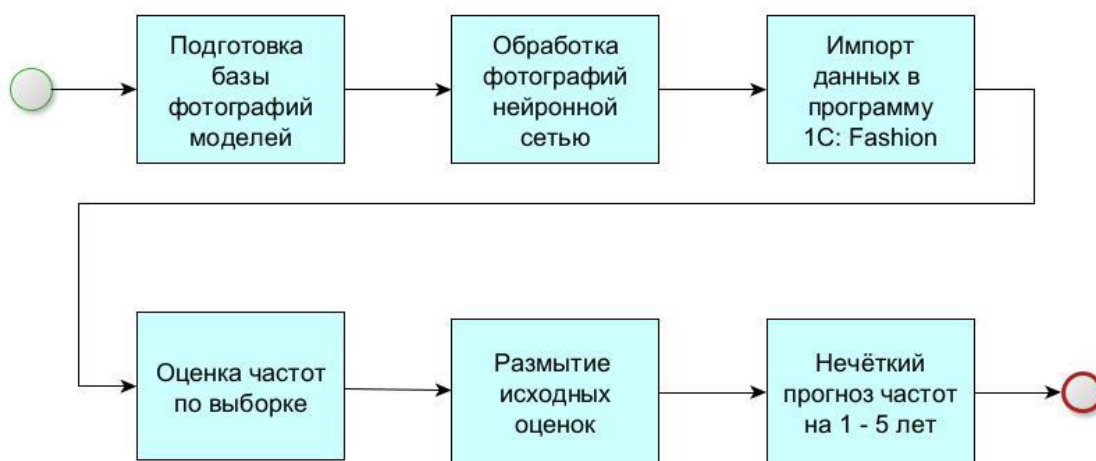 Подготовка
базы
фотографий
моделей
Обработка
фотографий
нейронной
сетью
Импорт
данных в
программу
1С: Fashion
Оценка частот
по выборке
Размытие
исходных
оценок
Нечёткий
прогноз частот
на 1 - 5 лет